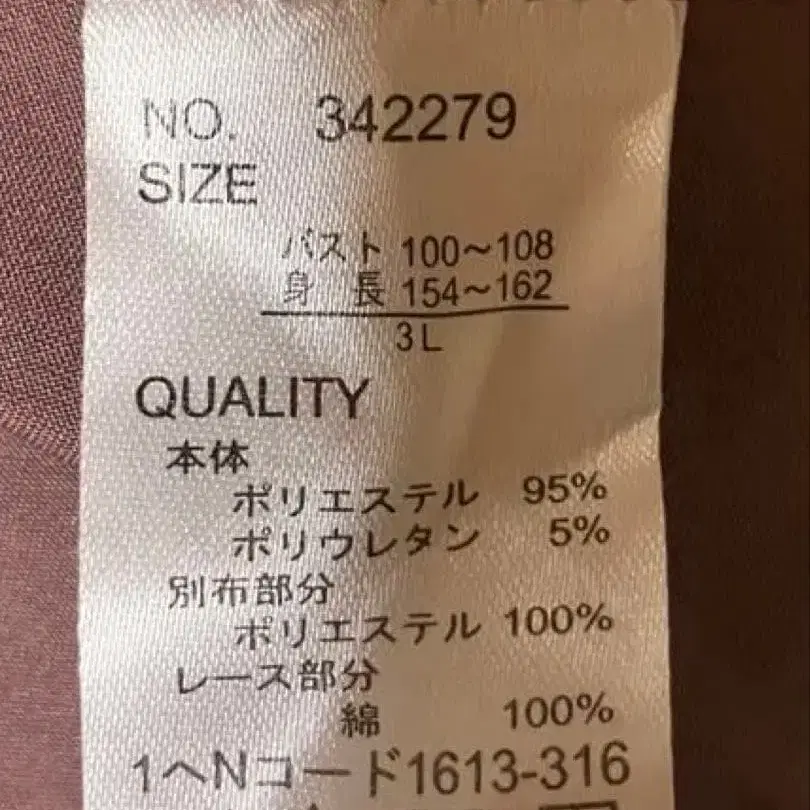 NO. 342279
SIZE
バスト 100〜108
身 長 154〜162
3L
QUALITY
本体
ポリエステル 95%
ポリウレタン 5%
別布部分
ポリエステル 100%
レース部分
綿 100%
1ヘNコード1613-316